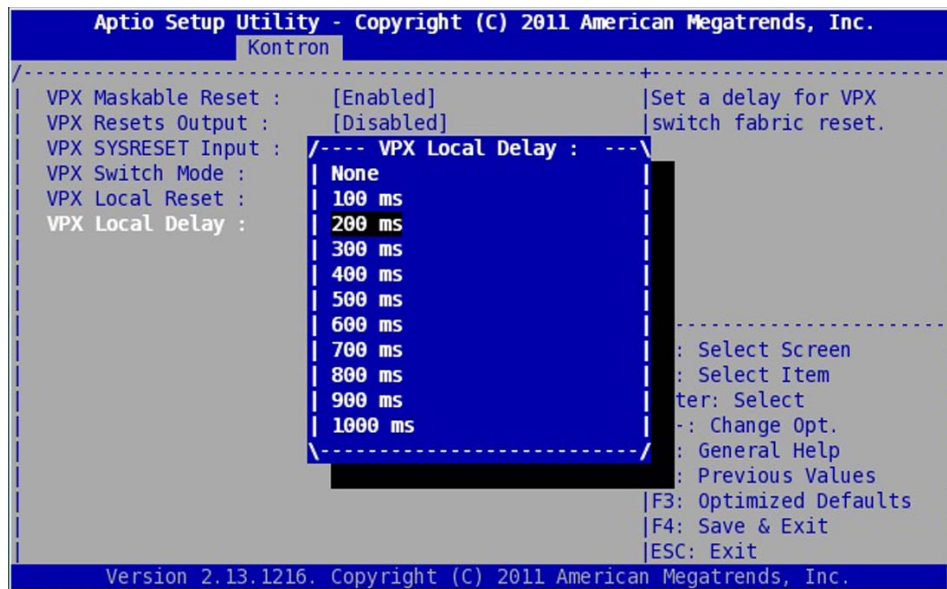 Aptio Setup Utility - Copyright (C) 2011 American Megatrends, Inc.
Kontron
VPX Maskable Reset : [Enabled]
VPX Resets Output : [Disabled]
VPX SYSRESET Input :
VPX Switch Mode :
VPX Local Reset :
VPX Local Delay :
VPX Local Delay :
None
100 ms
200 ms
300 ms
400 ms
500 ms
600 ms
700 ms
800 ms
900 ms
1000 ms
Set a delay for VPX
switch fabric reset.
: Select Screen
: Select Item
ter: Select
-: Change Opt.
: General Help
: Previous Values
F3: Optimized Defaults
F4: Save & Exit
ESC: Exit
Version 2.13.1216. Copyright (C) 2011 American Megatrends, Inc.